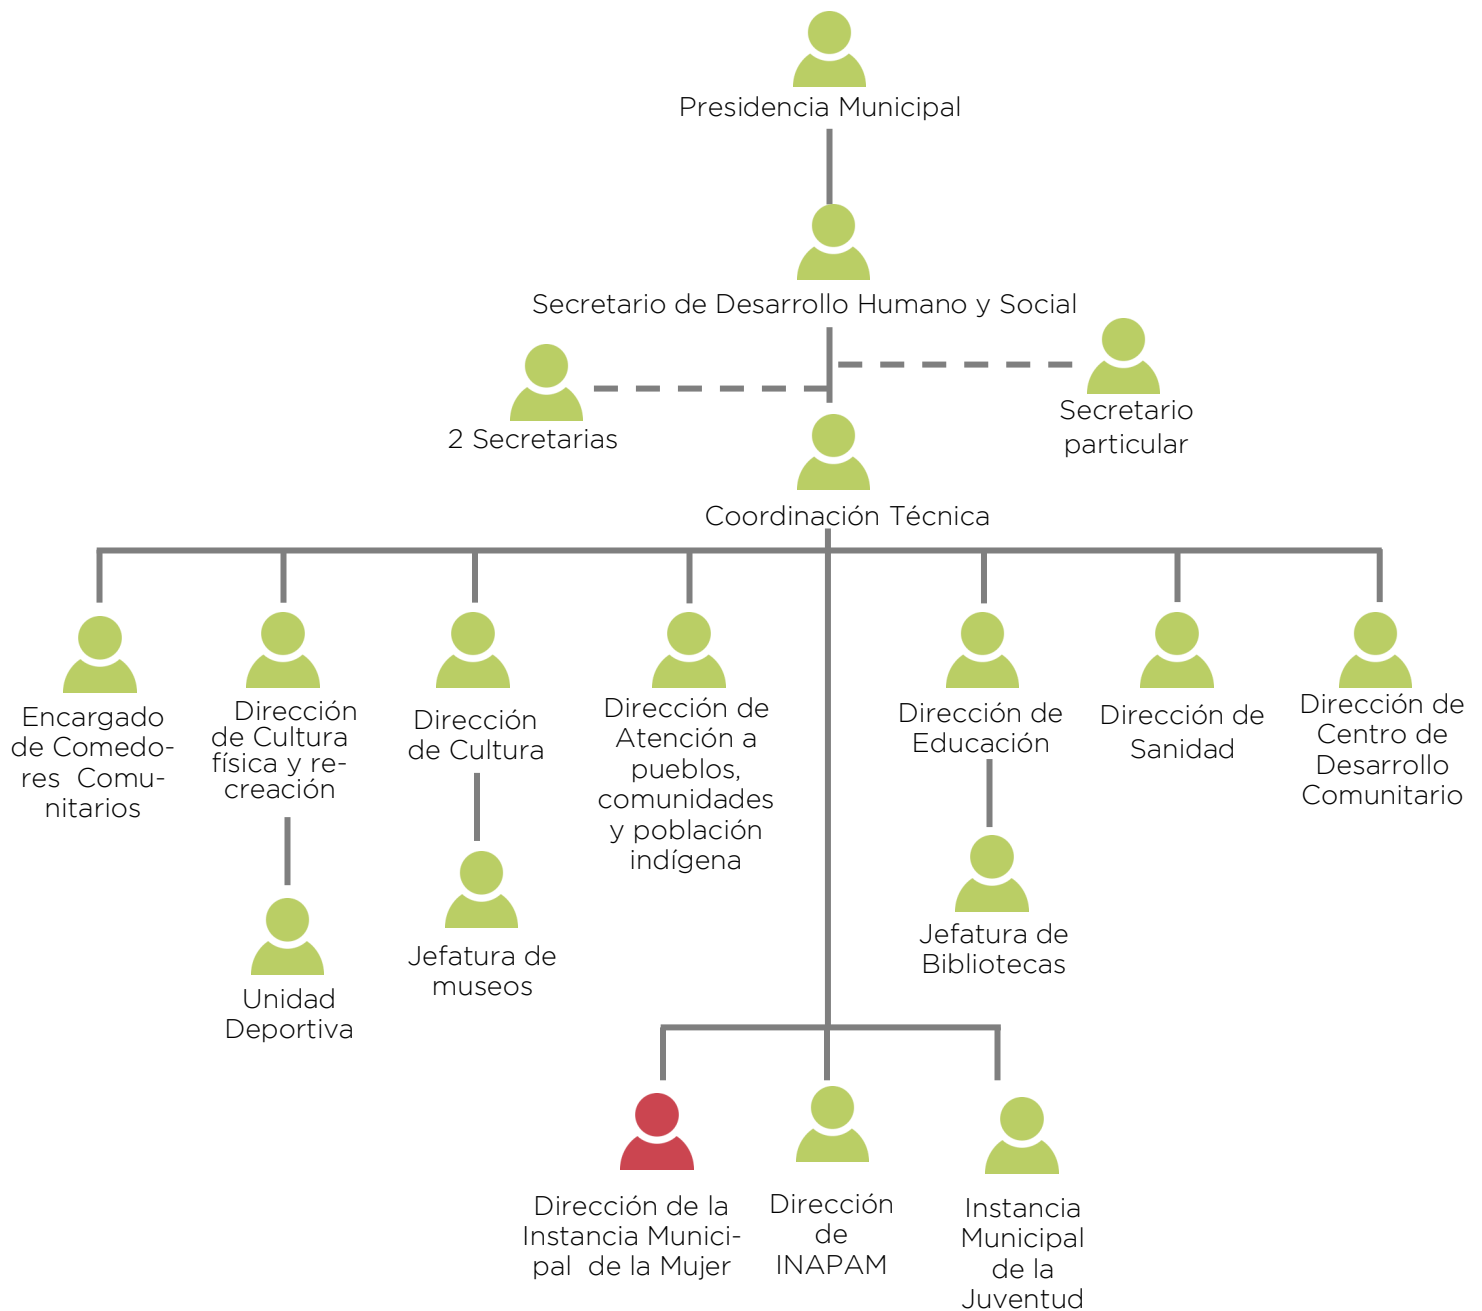 Presidencia Municipal
Secretario de Desarrollo Humano y Social
2 Secretarias
Secretario
particular
Coordinación Técnica
Encargado
de Comedo-
res Comu-
nitarios
Dirección
de Cultura
física y re-
creación
Dirección
de Cultura
Dirección de
Atención a
pueblos,
comunidades
y población
indígena
Dirección de
Educación
Dirección de
Sanidad
Dirección de
Centro de
Desarrollo
Comunitario
Unidad
Deportiva
Jefatura de
museos
Jefatura de
Bibliotecas
Dirección de la
Instancia Munici-
pal de la Mujer
Dirección
de
INAPAM
Instancia
Municipal
de la
Juventud